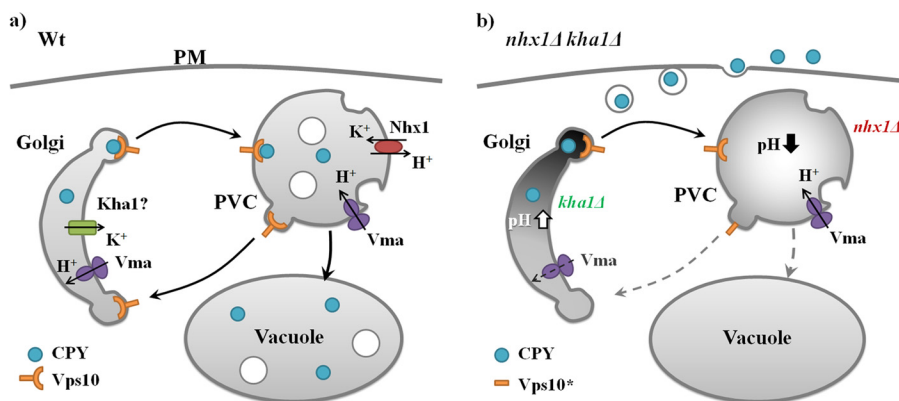 a)
Wt
PM
Golgi
Kha1?
K+
H+
Vma
PVC
K+
Nhx1
H+
H+
Vma
Vacuole
CPY
Vps10
b)
nhx1Δ kha1Δ
CPY
Golgi
pH
kha1Δ
Vma
PVC
pH
nhx1Δ
H+
Vma
Vacuole
CPY
Vps10*